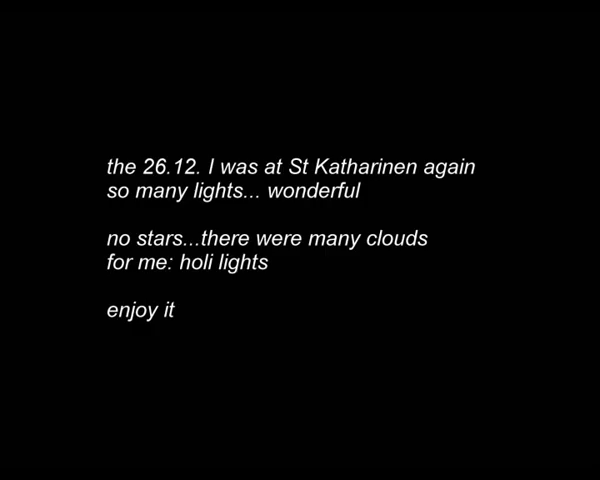 the 26.12. I was at St Katharinen again
so many lights... wonderful
no stars...there were many clouds
for me: holi lights
enjoy it